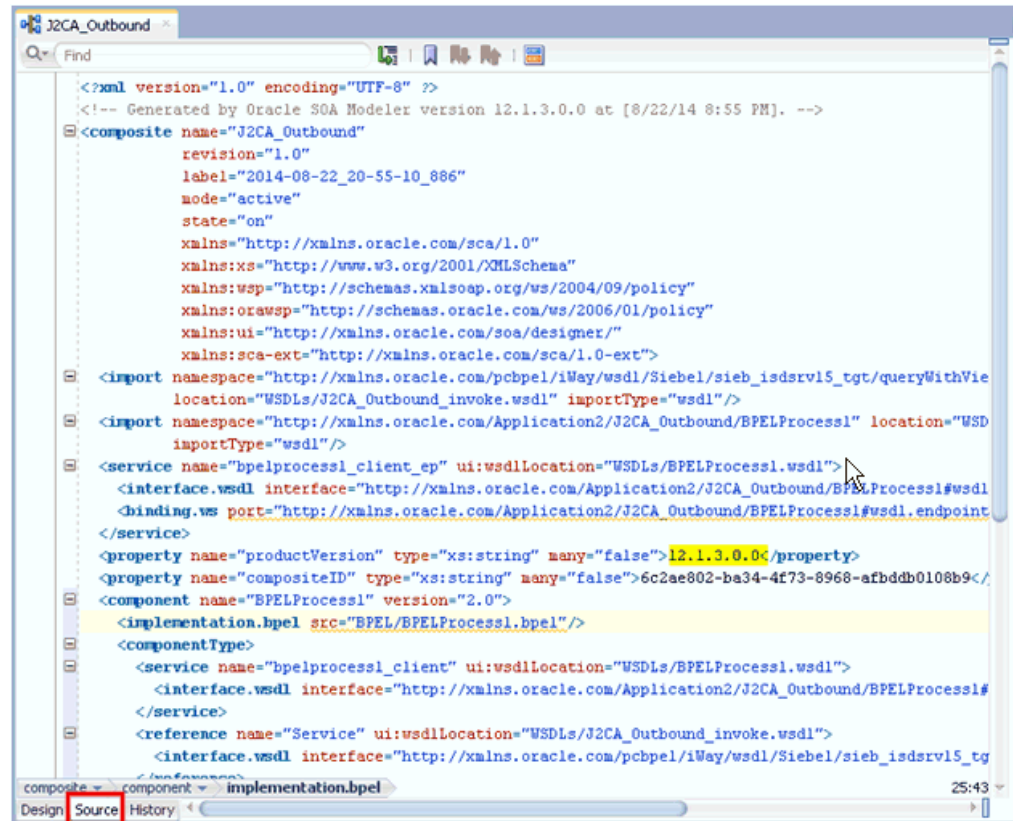 J2CA_Outbound
Find
<?xml version="1.0" encoding="UTF-8" ?>
<!-- Generated by Oracle SOA Modeler version 12.1.3.0.0 at [8/22/14 8:55 PM]. -->
<composite name="J2CA_Outbound"
revision="1.0"
label="2014-08-22_20-55-10_886"
mode="active"
state="on"
xmlns="http://xmlns.oracle.com/sca/1.0"
xmlns:xs="http://www.w3.org/2001/XMLSchema"
xmlns:wsp="http://schemas.xmlsoap.org/ws/2004/09/policy"
xmlns:orawsp="http://schemas.oracle.com/ws/2006/01/policy"
xmlns:ui="http://xmlns.oracle.com/soa/designer/"
xmlns:sca-ext="http://xmlns.oracle.com/sca/1.0-ext">
<import namespace="http://xmlns.oracle.com/pcbpel/iWay/wsdl/Siebel/sieb_isdsrv15_tgt/queryWithVie
location="WSDLs/J2CA_Outbound_invoke.wsdl" importType="wsdl"/>
<import namespace="http://xmlns.oracle.com/Application2/J2CA_Outbound/BPELProcess1" location="WSD
importType="wsdl"/>
<service name="bpelprocess1_client_ep" ui:wsdlLocation="WSDLs/BPELProcess1.wsdl">
<interface.wsdl interface="http://xmlns.oracle.com/Application2/J2CA_Outbound/BPELProcess1#wsdl
<binding.ws port="http://xmlns.oracle.com/Application2/J2CA_Outbound/BPELProcess1#wsdl.endpoint
</service>
<property name="productVersion" type="xs:string" many="false">12.1.3.0.0</property>
<property name="compositeID" type="xs:string" many="false">6c2ae802-ba34-4f73-8968-afbddb0108b9</
<component name="BPELProcess1" version="2.0">
<implementation.bpel src="BPEL/BPELProcess1.bpel"/>
<componentType>
<service name="bpelprocess1_client" ui:wsdlLocation="WSDLs/BPELProcess1.wsdl">
<interface.wsdl interface="http://xmlns.oracle.com/Application2/J2CA_Outbound/BPELProcess1#
</service>
<reference name="Service" ui:wsdlLocation="WSDLs/J2CA_Outbound_invoke.wsdl">
<interface.wsdl interface="http://xmlns.oracle.com/pcbpel/iWay/wsdl/Siebel/sieb_isdsrv15_tg
</reference>
composite component implementation.bpel 25:43
Design Source History